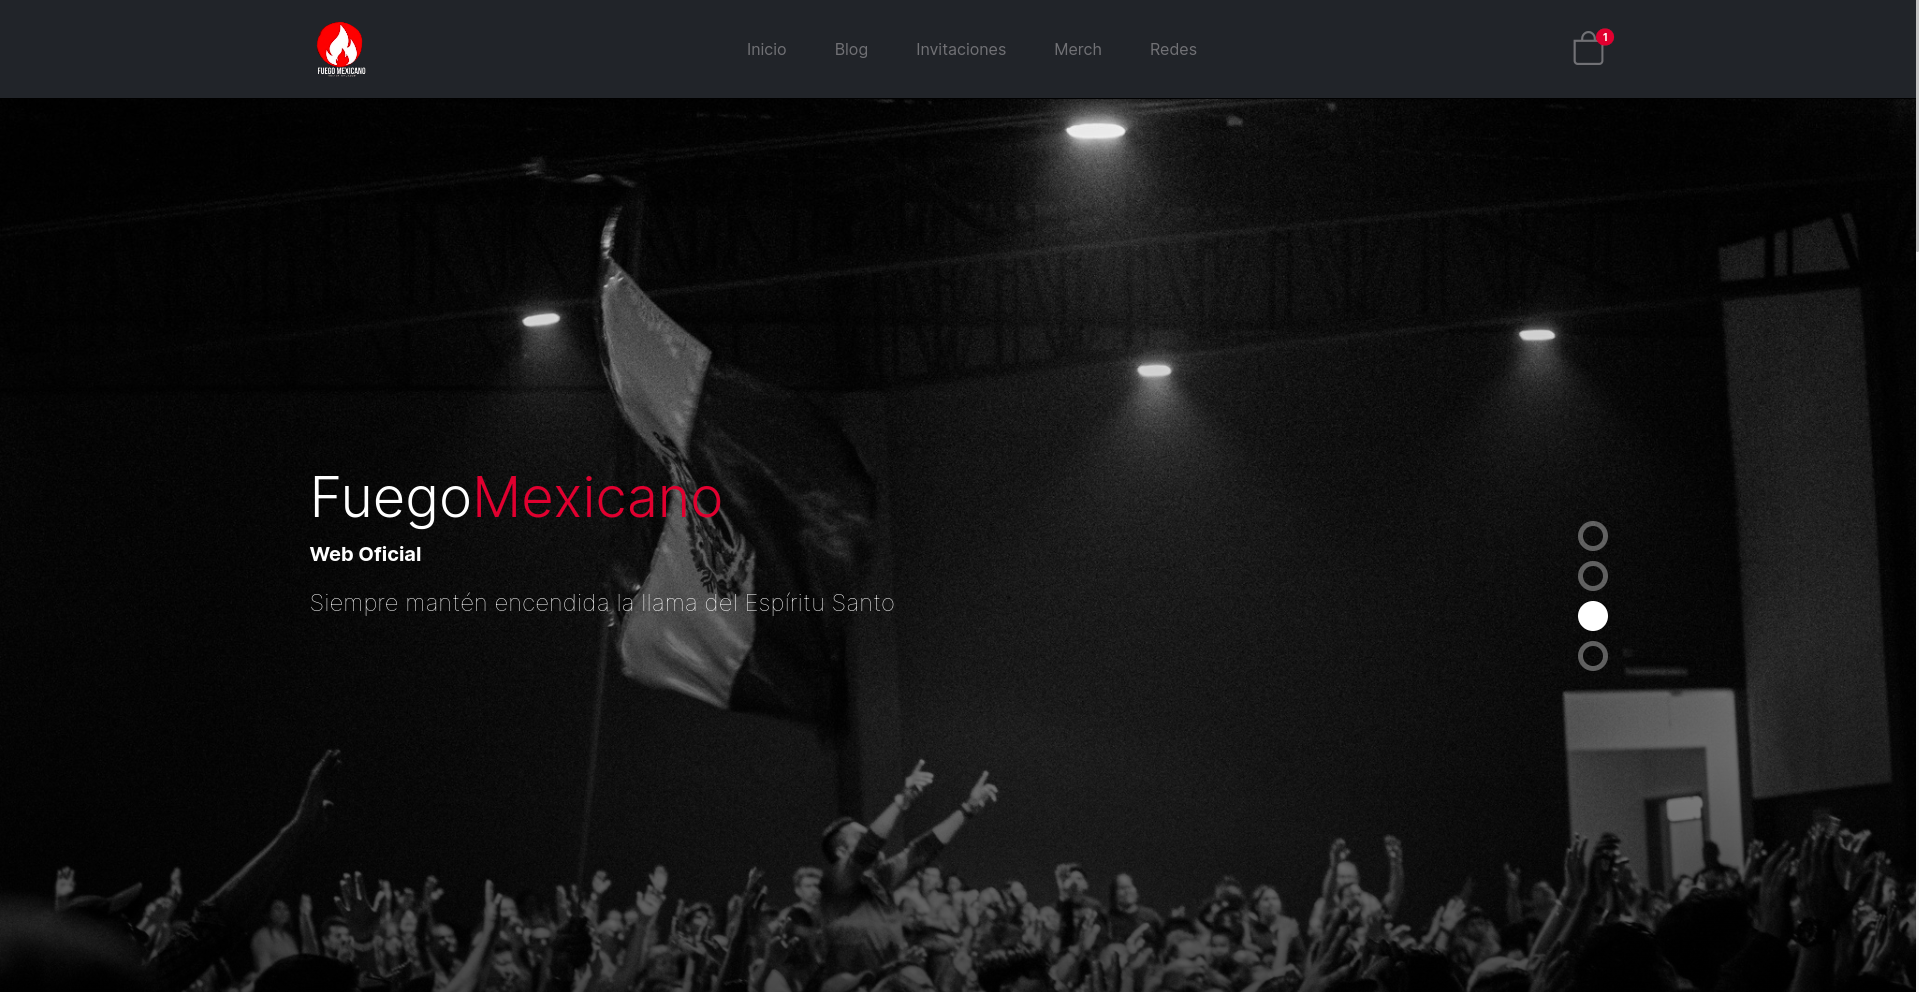 FUEGO MEXICANO
Inicio
Blog
Invitaciones
Merch
Redes
1
FuegoMexicano
Web Oficial
Siempre mantén encendida la llama del Espíritu Santo